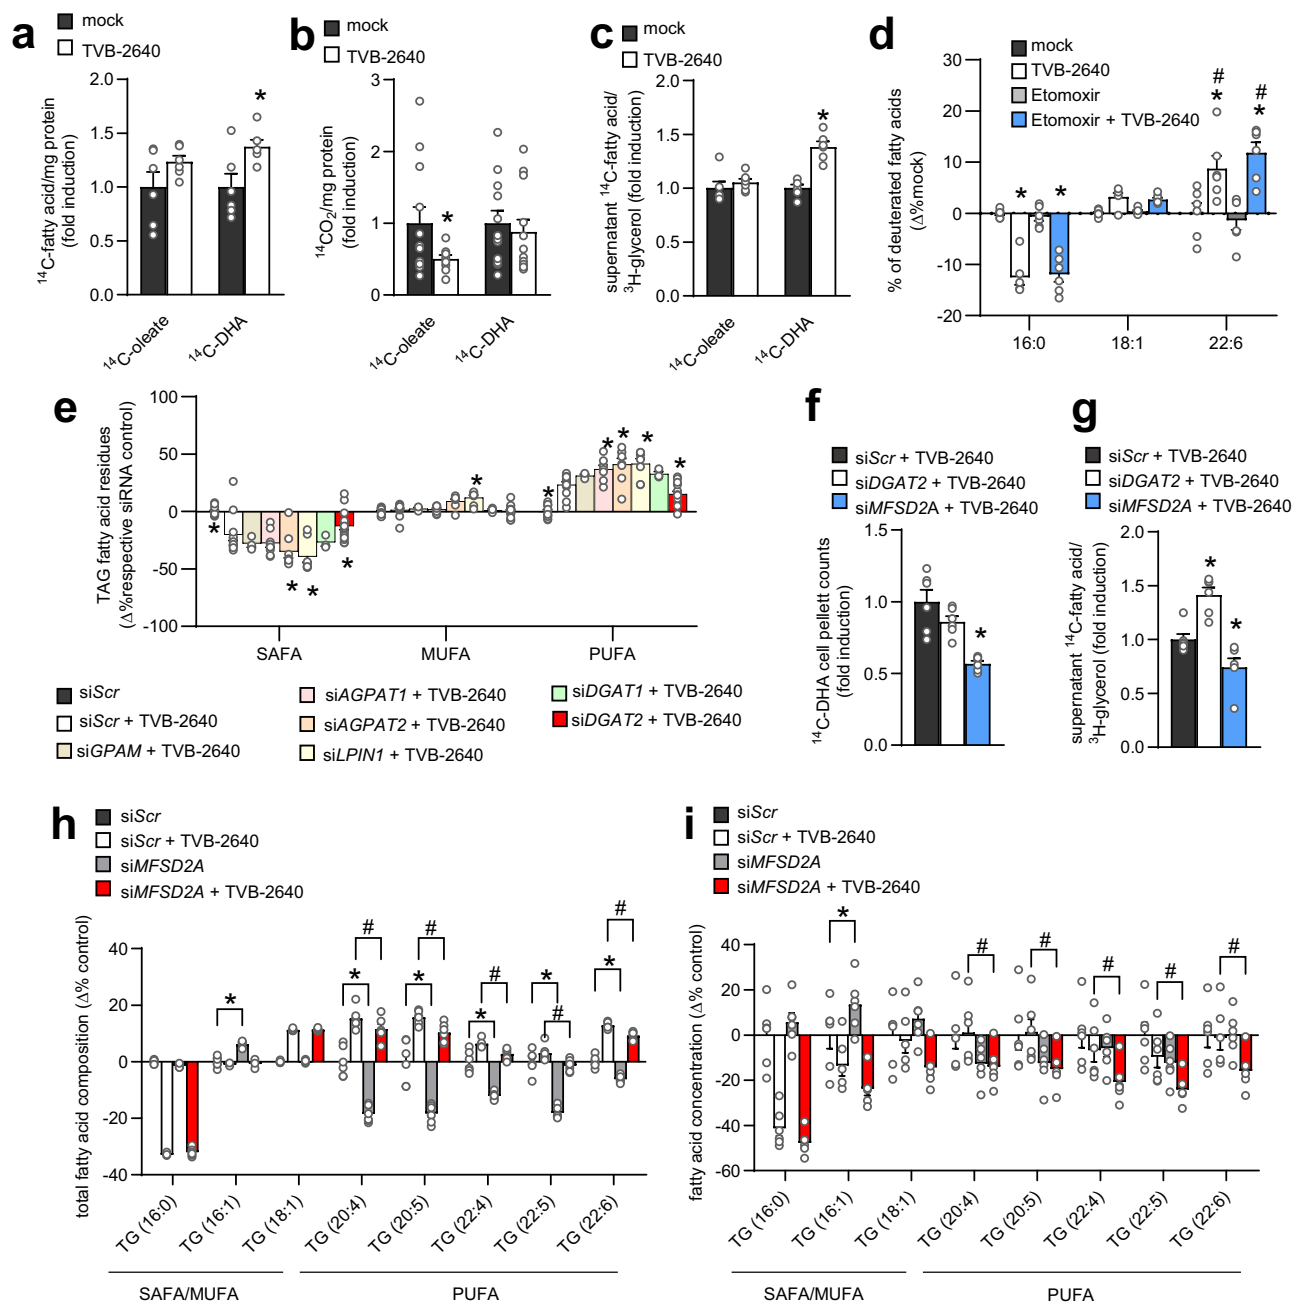 a
mock
TVB-2640
14C-fatty acid/mg protein
(fold induction)
2.0
1.5
1.0
0.5
0.0
*
14C-oleate
14C-DHA
b
mock
TVB-2640
14CO2/mg protein
(fold induction)
3
2
1
0
*
14C-oleate
14C-DHA
c
mock
TVB-2640
supernatant 14C-fatty acid/
3H-glycerol (fold induction)
2.0
1.5
1.0
0.5
0.0
*
14C-oleate
14C-DHA
d
mock
TVB-2640
Etomoxir
Etomoxir + TVB-2640
% of deuterated fatty acids
(Δ%mock)
30
20
10
0
-10
-20
* *
# *
# *
16:0 18:1 22:6
e
TAG fatty acid residues
(Δ%respective siRNA control)
100
50
0
-50
-100
* * * *
*
* * * * *
SAFA MUFA PUFA
siScr
siScr + TVB-2640
siGPAM + TVB-2640
siAGPAT1 + TVB-2640
siAGPAT2 + TVB-2640
siLPIN1 + TVB-2640
siDGAT1 + TVB-2640
siDGAT2 + TVB-2640
f
siScr + TVB-2640
siDGAT2 + TVB-2640
siMFSD2A + TVB-2640
14C-DHA cell pellett counts
(fold induction)
1.5
1.0
0.5
0.0
*
g
siScr + TVB-2640
siDGAT2 + TVB-2640
siMFSD2A + TVB-2640
supernatant 14C-fatty acid/
3H-glycerol (fold induction)
2.0
1.5
1.0
0.5
0.0
* *
h
siScr
siScr + TVB-2640
siMFSD2A
siMFSD2A + TVB-2640
total fatty acid composition (Δ% control)
40
20
0
-20
-40
*
* #
* #
* #
* #
* #
TG (16:0)
TG (16:1)
TG (18:1)
TG (20:4)
TG (20:5)
TG (22:4)
TG (22:5)
TG (22:6)
SAFA/MUFA PUFA
i
siScr
siScr + TVB-2640
siMFSD2A
siMFSD2A + TVB-2640
fatty acid concentration (Δ% control)
40
20
0
-20
-40
-60
*
# # # # #
TG (16:0)
TG (16:1)
TG (18:1)
TG (20:4)
TG (20:5)
TG (22:4)
TG (22:5)
TG (22:6)
SAFA/MUFA PUFA